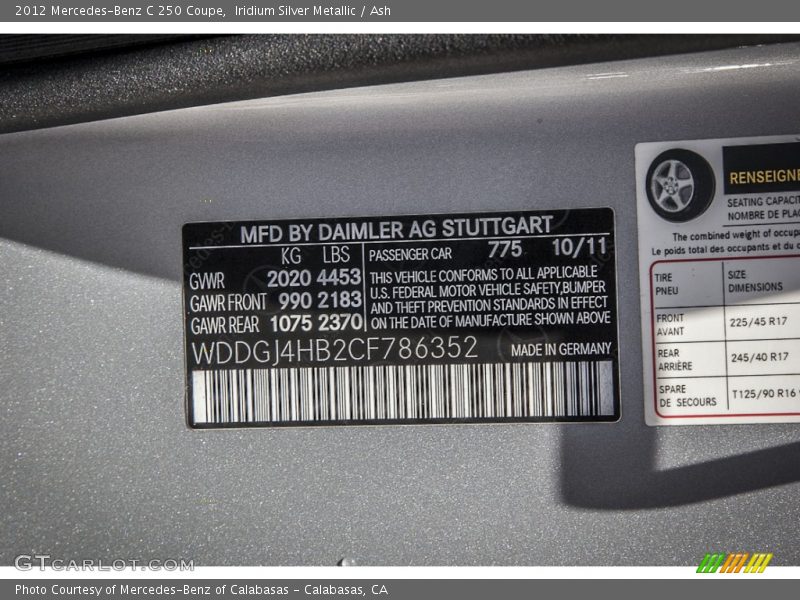 2012 Mercedes-Benz C 250 Coupe, Iridium Silver Metallic / Ash
MFD BY DAIMLER AG STUTTGART
KG LBS PASSENGER CAR 775 10/11
GWR 2020 4453
GAWR FRONT 990 2183
GAWR REAR 1075 2370
THIS VEHICLE CONFORMS TO ALL APPLICABLE
U.S. FEDERAL MOTOR VEHICLE SAFETY,BUMPER
AND THEFT PREVENTION STANDARDS IN EFFECT
ON THE DATE OF MANUFACTURE SHOWN ABOVE
WDDGJ4HB2CF786352 MADE IN GERMANY
SEATING
NOMBRE DE
The combined weight of
Le poids total des occupants et du
TIRE SIZE
PNEU DIMENSIONS
FRONT 225/45 R17
AVANT
REAR 245/40 R17
ARRIÈRE
SPARE T125/90 R16
DE SECOURS
GTCARLOT.COM
Photo Courtesy of Mercedes-Benz of Calabasas - Calabasas, CA